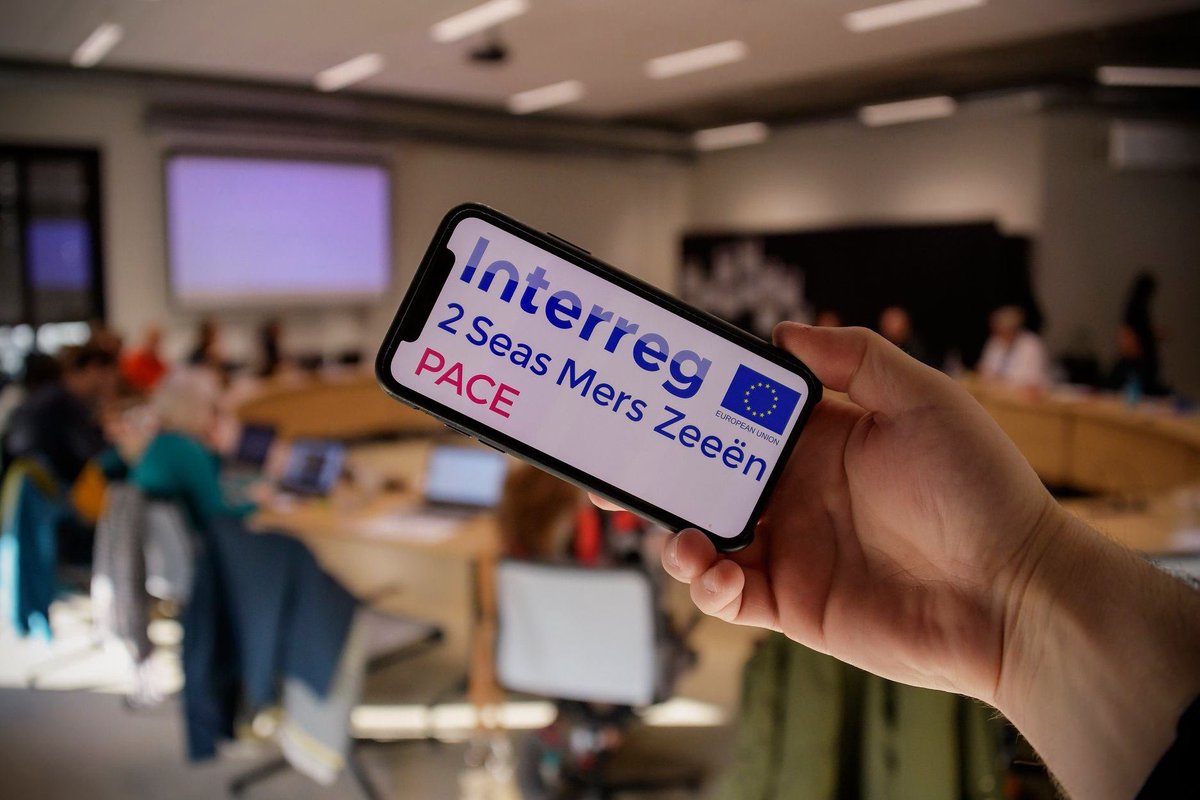 Interreg
2 Seas Mers Zeeën
PACE
EUROPEAN UNION